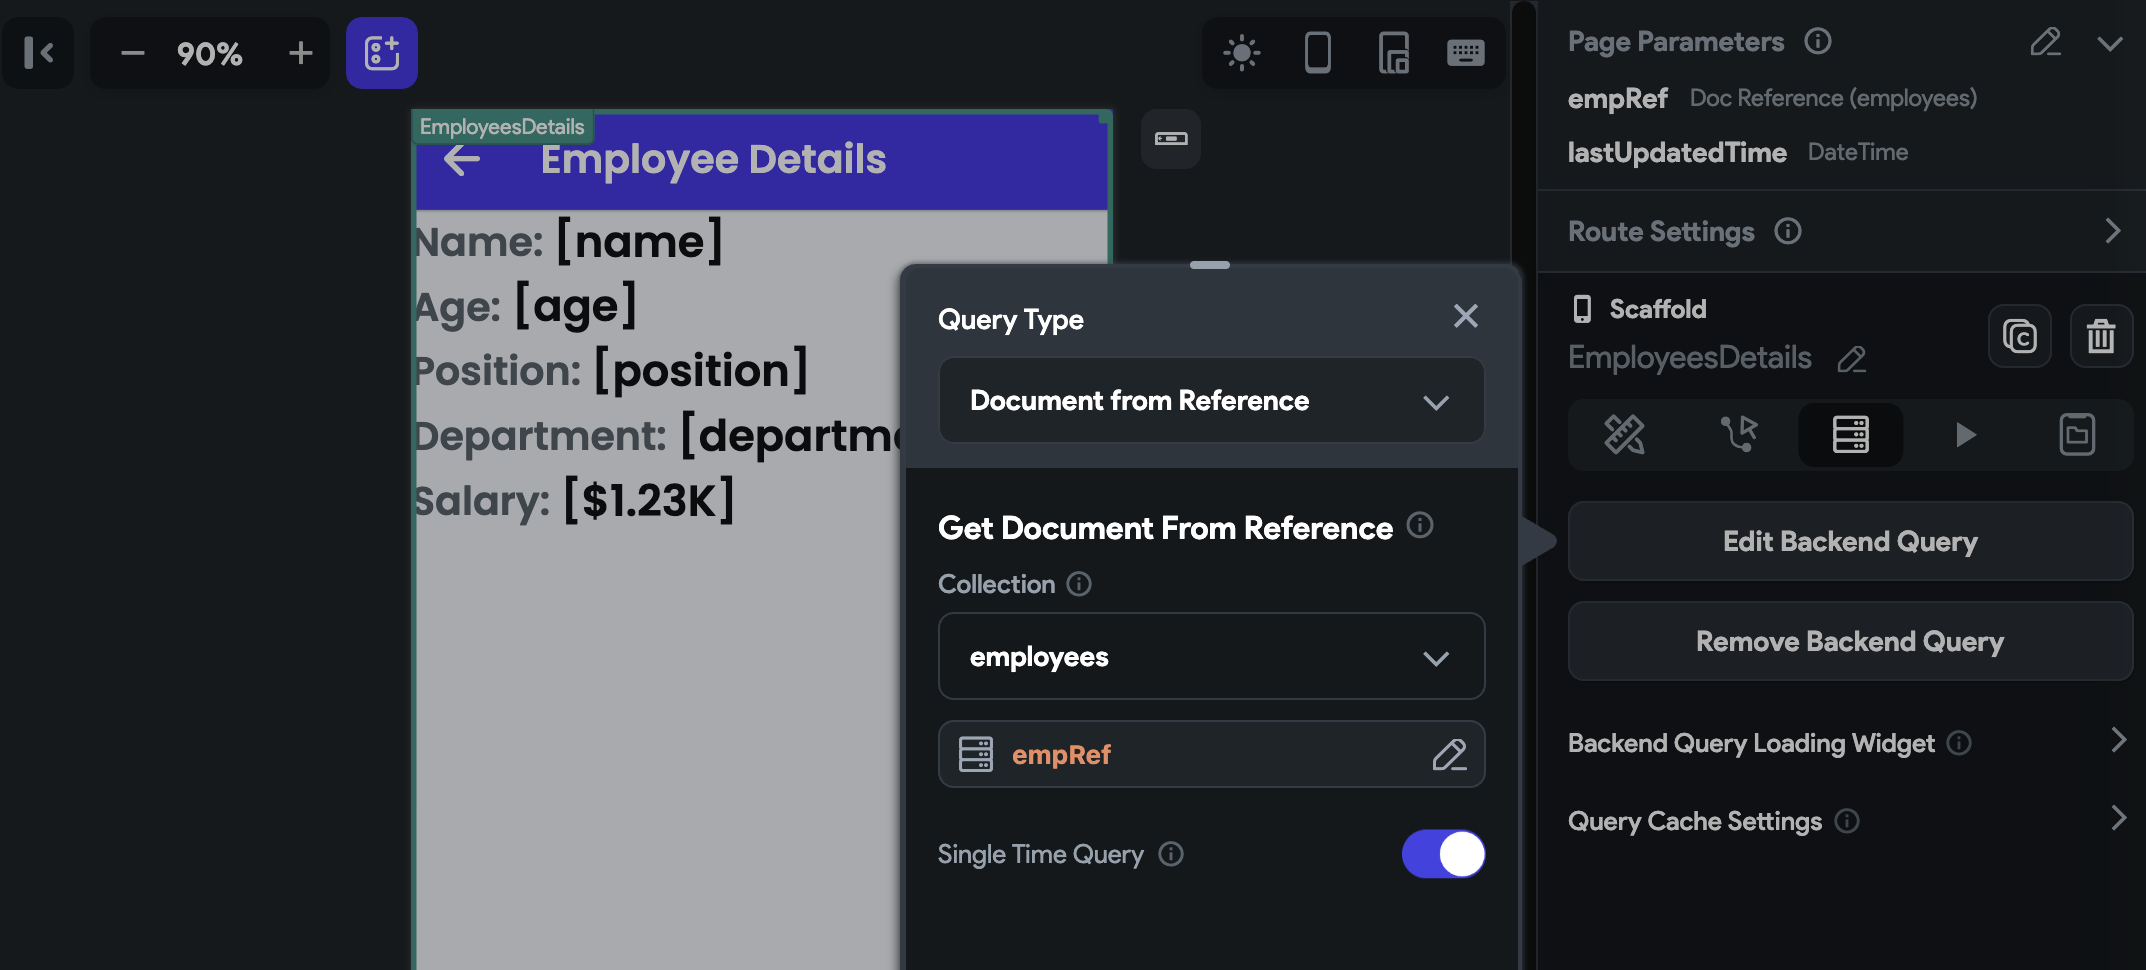 90%
EmployeesDetails
Employee Details
Name: [name]
Age: [age]
Position: [position]
Department: [departme
Salary: [$1.23K]
Query Type
Document from Reference
Get Document From Reference
Collection
employees
empRef
Single Time Query
Page Parameters
empRef Doc Reference (employees)
lastUpdatedTime DateTime
Route Settings
Scaffold
EmployeesDetails
Edit Backend Query
Remove Backend Query
Backend Query Loading Widget
Query Cache Settings